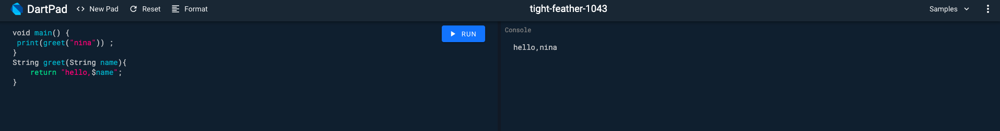 DartPad <> New Pad Reset Format tight-feather-1043 Samples
void main() {
 print(greet("nina")) ;
}
String greet(String name){
    return "hello,$name";
}
RUN
Console
hello,nina